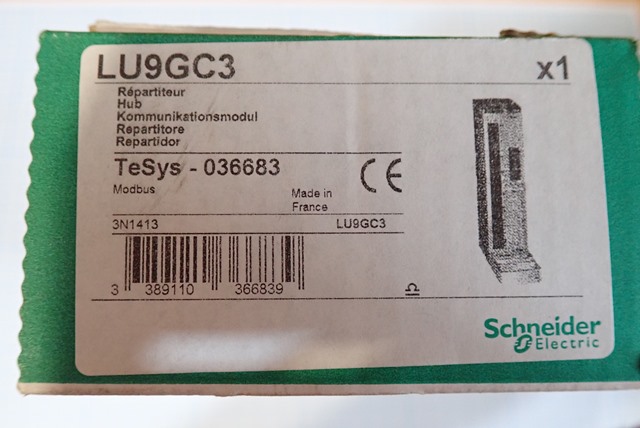 LU9GC3 x1
Répartiteur
Hub
Kommunikationsmodul
Repartitore
Repartidor
TeSys - 036683
Modbus
Made in
France
3N1413 LU9GC3
3 389110 366839
Schneider
Electric